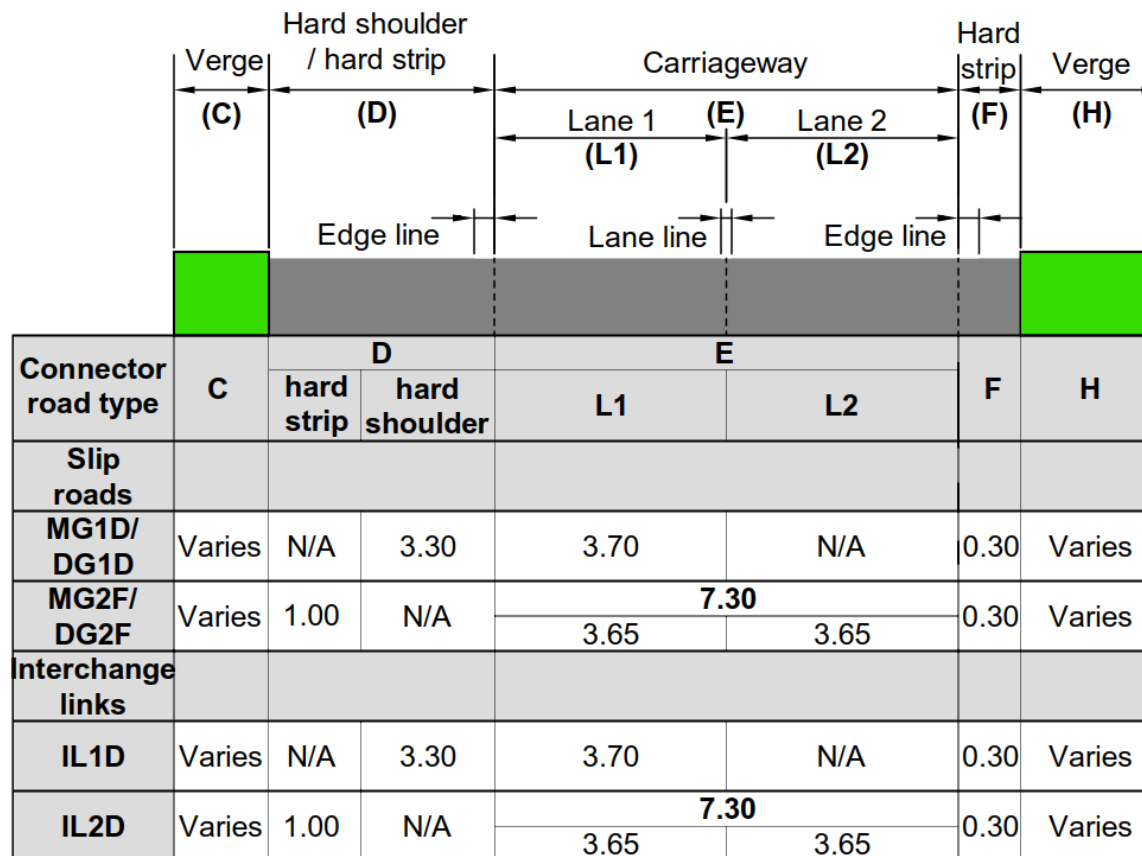 Hard shoulder / hard strip
Hard strip
Verge
Carriageway
Verge
(C)
(D)
(E)
(F)
(H)
Lane 1
Lane 2
(L1)
(L2)
Edge line
Lane line
Edge line
Connector road type
C
D
E
F
H
hard strip
hard shoulder
L1
L2
Slip roads
MG1D/ DG1D
Varies
N/A
3.30
3.70
N/A
0.30
Varies
MG2F/ DG2F
Varies
1.00
N/A
7.30
3.65
3.65
0.30
Varies
Interchange links
IL1D
Varies
N/A
3.30
3.70
N/A
0.30
Varies
IL2D
Varies
1.00
N/A
7.30
3.65
3.65
0.30
Varies